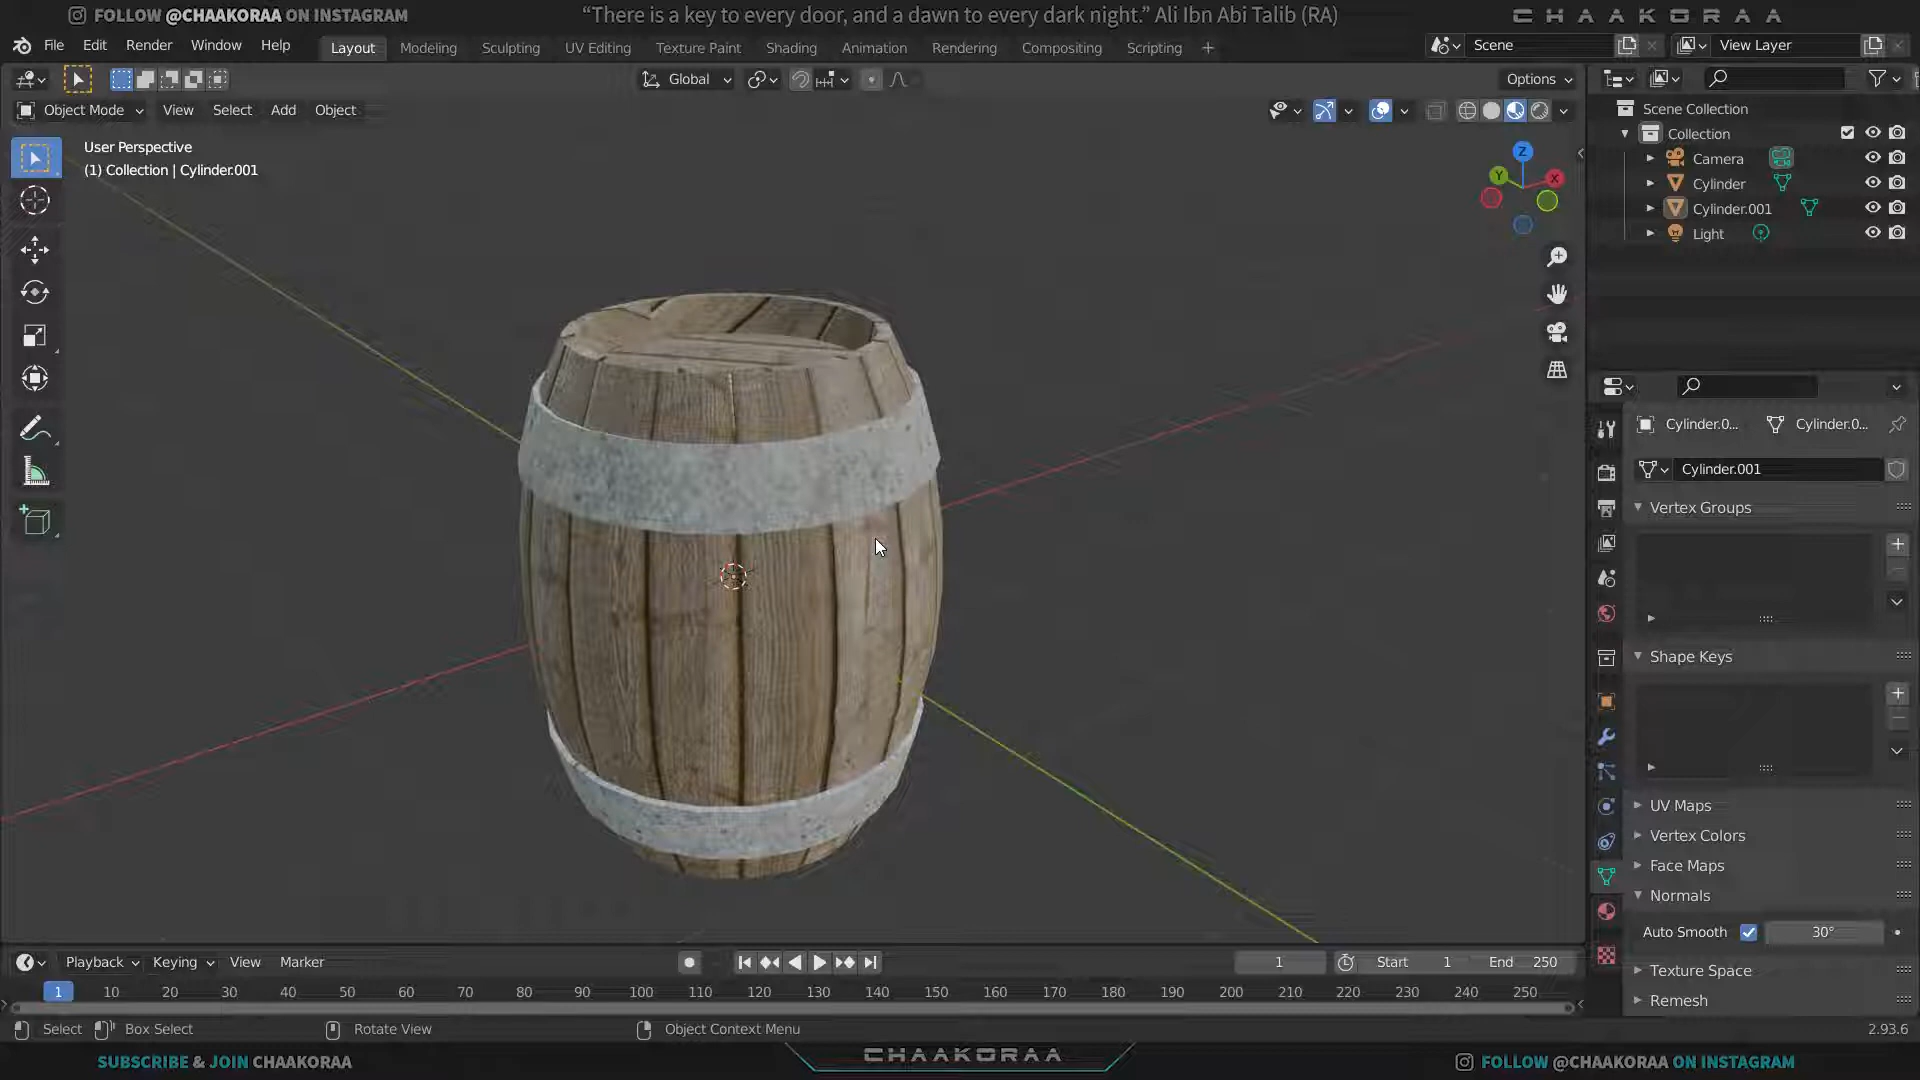 FOLLOW @CHAAKORAA ON INSTAGRAM
“There is a key to every door, and a dawn to every dark night.” Ali Ibn Abi Talib (RA)
CHAAKORAA
File Edit Render Window Help
Layout Modeling Sculpting UV Editing Texture Paint Shading Animation Rendering Compositing Scripting +
Scene
View Layer
Global
Options
Object Mode View Select Add Object
User Perspective
(1) Collection | Cylinder.001
Z
Y
X
Scene Collection
Collection
Camera
Cylinder
Cylinder.001
Light
Cylinder.0... Cylinder.0...
Cylinder.001
Vertex Groups
Shape Keys
UV Maps
Vertex Colors
Face Maps
Normals
Auto Smooth 30°
Texture Space
Remesh
Playback Keying View Marker
1 Start 1 End 250
1 10 20 30 40 50 60 70 80 90 100 110 120 130 140 150 160 170 180 190 200 210 220 230 240 250
Select Box Select Rotate View Object Context Menu 2.93.6
SUBSCRIBE & JOIN CHAAKORAA
CHAAKORAA
FOLLOW @CHAAKORAA ON INSTAGRAM